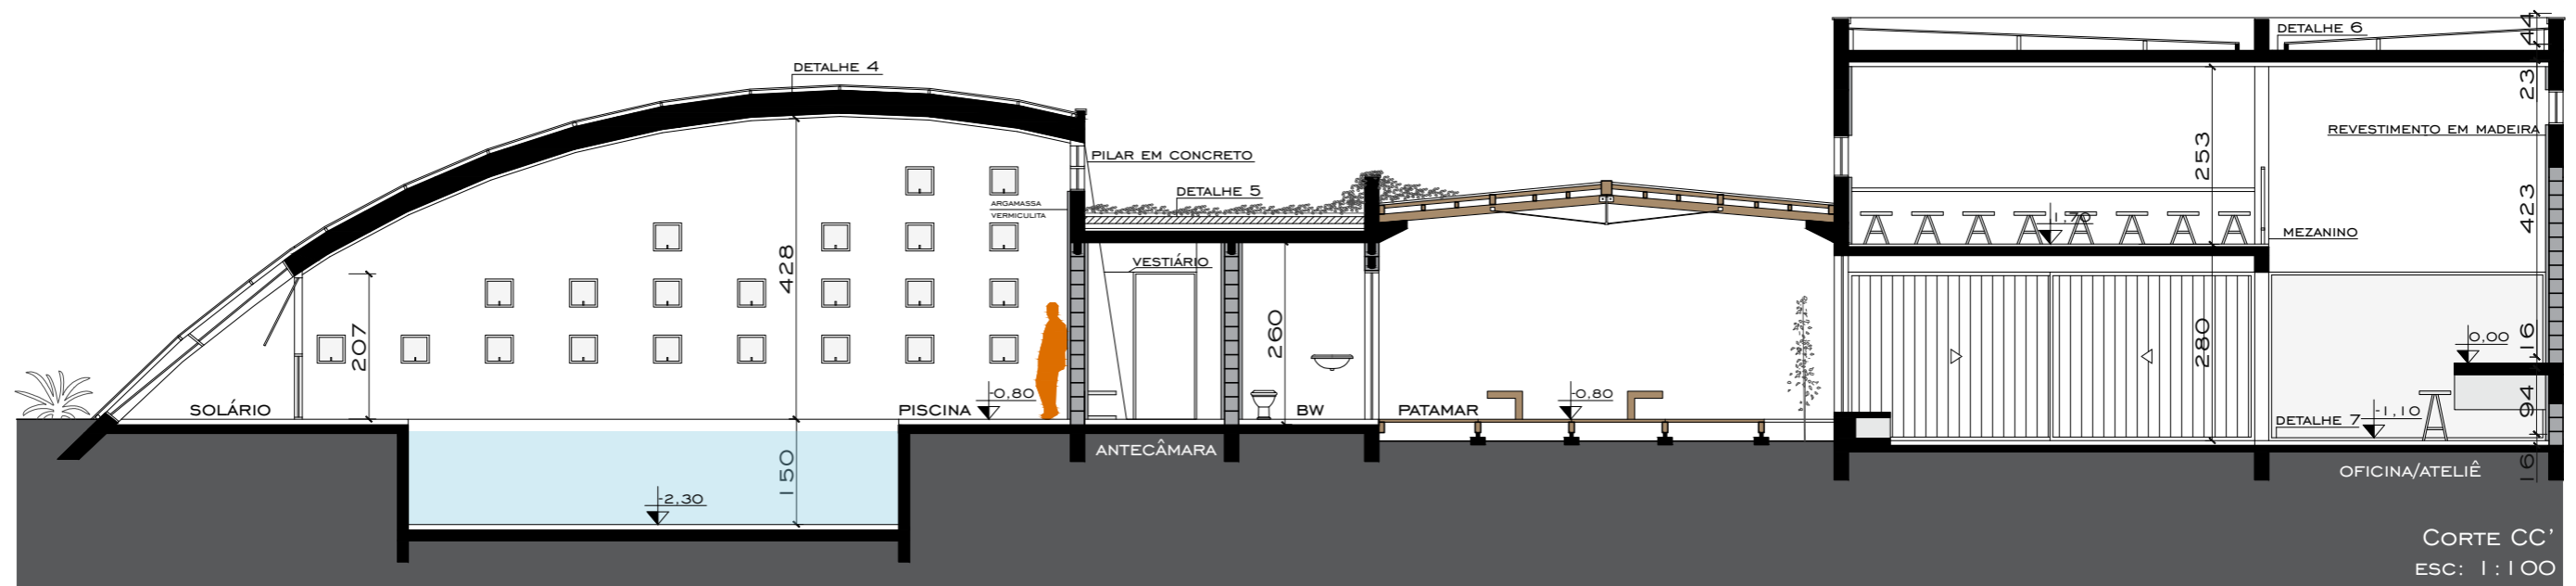 DETALHE 4
DETALHE 6
44
23
PILAR EM CONCRETO
DETALHE 5
ARGAMASSA
VERMICULITA
253
REVESTIMENTO EM MADEIRA
423
1,70
MEZANINO
428
VESTIÁRIO
207
260
280
0,00
16
-0,80
-0,80
94
SOLÁRIO
PISCINA
BW
PATAMAR
DETALHE 7
-1,10
ANTECÂMARA
150
-2,30
16
OFICINA/ATELIÊ
CORTE CC'
ESC: 1:100